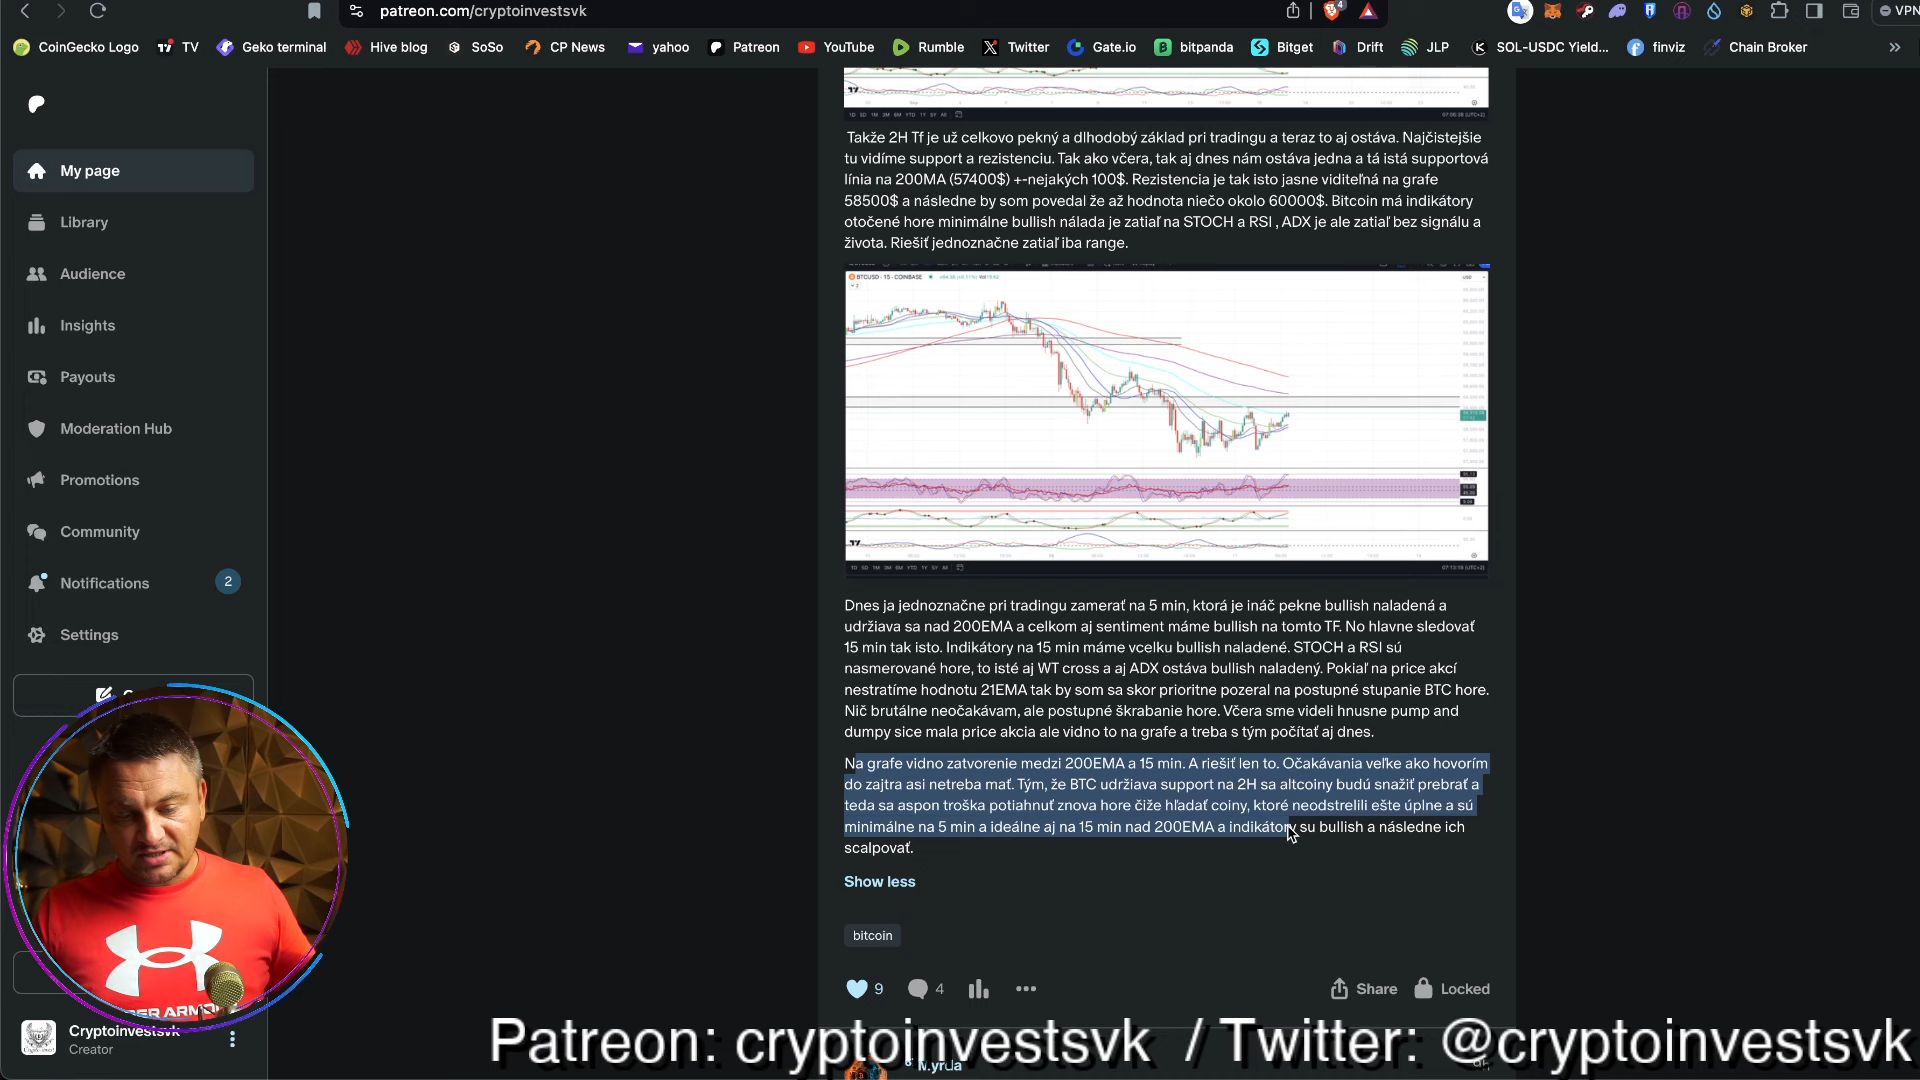 patreon.com/cryptoinvestsvk
4
VPN
CoinGecko Logo
TV
Geko terminal
Hive blog
SoSo
CP News
yahoo
Patreon
YouTube
Rumble
Twitter
Gate.io
bitpanda
Bitget
Drift
JLP
SOL-USDC Yield...
finviz
Chain Broker
My page
Library
Audience
Insights
Payouts
Moderation Hub
Promotions
Community
Notifications
2
Settings
Cryptoinvestsvk
Creator
Takže 2H Tf je už celkovo pekný a dlhodobý základ pri tradingu a teraz to aj ostáva. Najčistejšie
tu vidíme support a rezistenciu. Tak ako včera, tak aj dnes nám ostáva jedna a tá istá supportová
línia na 200MA (57400$) +-nejakých 100$. Rezistencia je tak isto jasne viditeľná na grafe
58500$ a následne by som povedal že až hodnota niečo okolo 60000$. Bitcoin má indikátory
otočené hore minimálne bullish nálada je zatiaľ na STOCH a RSI , ADX je ale zatiaľ bez signálu a
života. Riešiť jednoznačne zatiaľ iba range.
BTCUSD · 15 · COINBASE
Dnes ja jednoznačne pri tradingu zamerať na 5 min, ktorá je ináč pekne bullish naladená a
udržiava sa nad 200EMA a celkom aj sentiment máme bullish na tomto TF. No hlavne sledovať
15 min tak isto. Indikátory na 15 min máme vcelku bullish naladené. STOCH a RSI sú
nasmerované hore, to isté aj WT cross a aj ADX ostáva bullish naladený. Pokiaľ na price akcí
nestratíme hodnotu 21EMA tak by som sa skor prioritne pozeral na postupné stupanie BTC hore.
Nič brutálne neočakávam, ale postupné škrabanie hore. Včera sme videli hnusne pump and
dumpy sice mala price akcia ale vidno to na grafe a treba s tým počítať aj dnes.
Na grafe vidno zatvorenie medzi 200EMA a 15 min. A riešiť len to. Očakávania veľke ako hovorím
do zajtra asi netreba mať. Tým, že BTC udržiava support na 2H sa altcoiny budú snažiť prebrať a
teda sa aspon troška potiahnuť znova hore čiže hľadať coiny, ktoré neodstrelili ešte úplne a sú
minimálne na 5 min a ideálne aj na 15 min nad 200EMA a indikátory su bullish a následne ich
scalpovať.
Show less
bitcoin
9
4
Share
Locked
Patreon: cryptoinvestsvk / Twitter: @cryptoinvestsvk